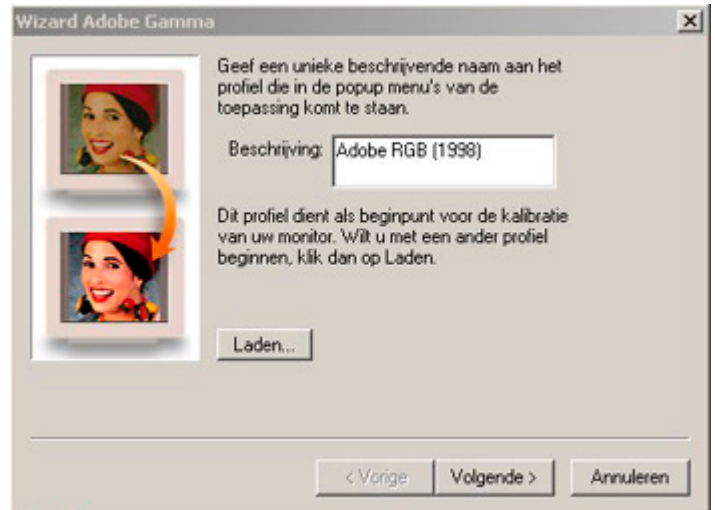 Wizard Adobe Gamma
Geef een unieke beschrijvende naam aan het
profiel die in de popup menu's van de
toepassing komt te staan.
Beschrijving: Adobe RGB (1998)
Dit profiel dient als beginpunt voor de kalibratie
van uw monitor. Wilt u met een ander profiel
beginnen, klik dan op Laden.
Laden...
< Vorige Volgende > Annuleren